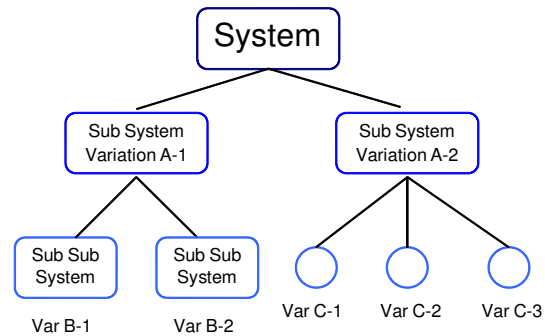 System
Sub System
Variation A-1
Sub System
Variation A-2
Sub Sub
System
Sub Sub
System
Var B-1
Var B-2
Var C-1
Var C-2
Var C-3